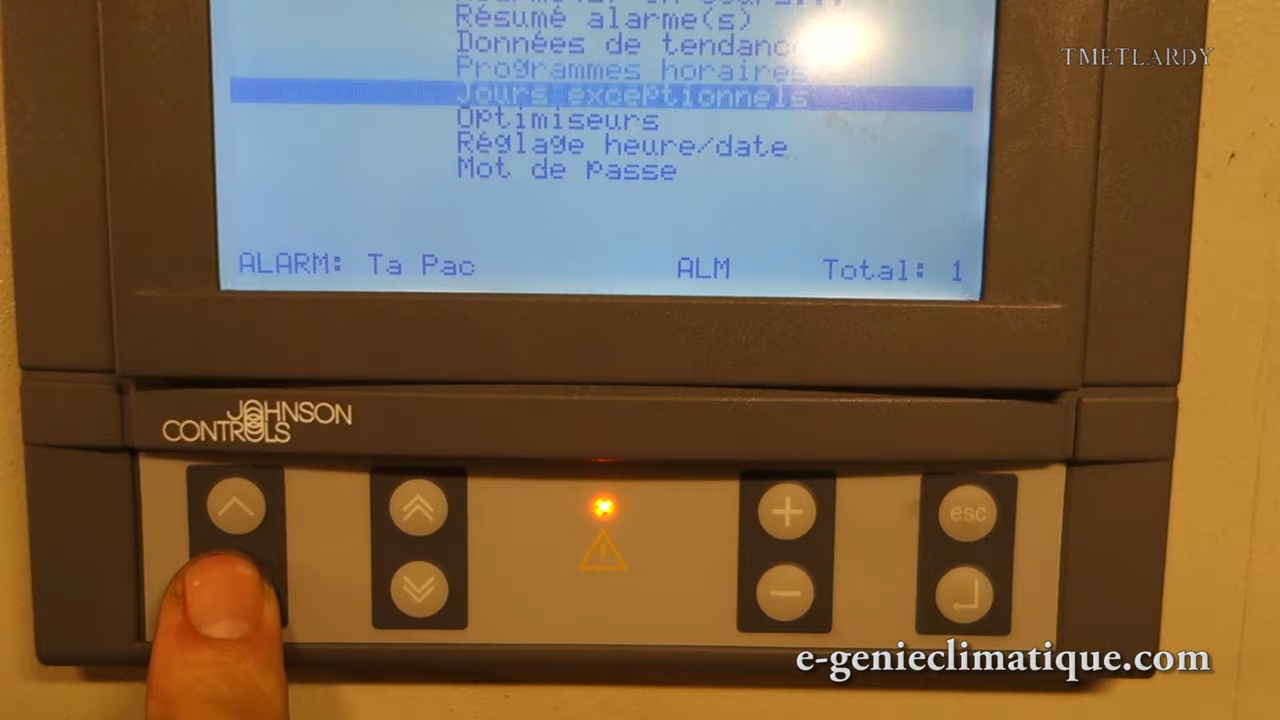 Résumé alarme(s)
TMETLARDY
Données de tendance
Programmes horaires
Jours exceptionnels
Optimiseurs
Réglage heure/date
Mot de passe
ALARM: Ta Pac ALM Total: 1
JOHNSON
CONTROLS
esc
e-genieclimatique.com